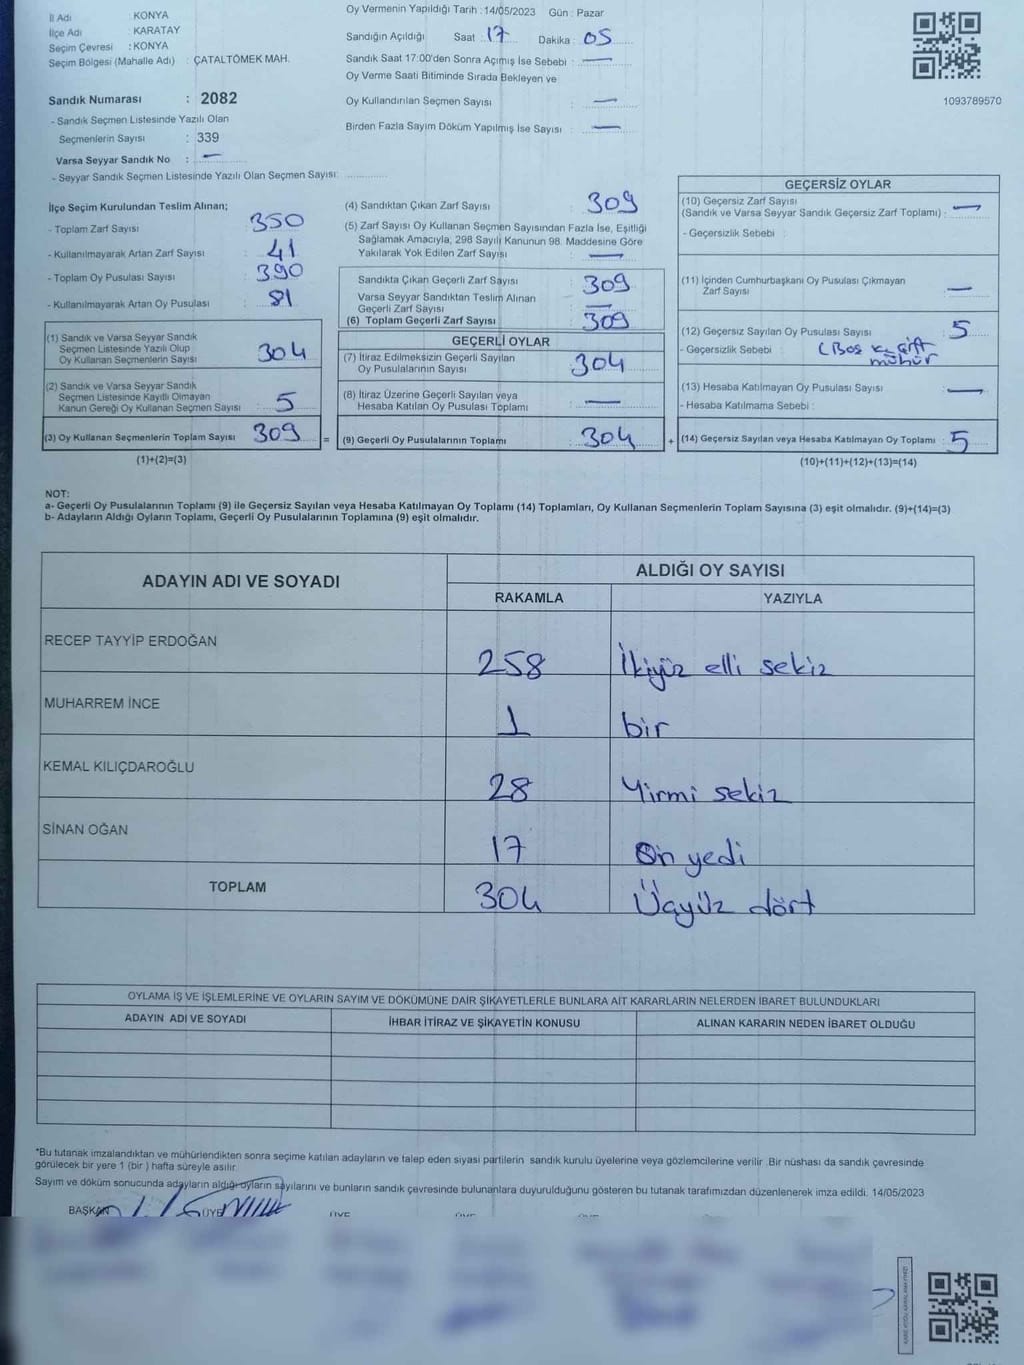 İl Adı : KONYA
İlçe Adı : KARATAY
Seçim Çevresi : KONYA
Seçim Bölgesi (Mahalle Adı) : ÇATALTÖMEK MAH.
Sandık Numarası : 2082
- Sandık Seçmen Listesinde Yazılı Olan
Seçmenlerin Sayısı : 339
Varsa Seyyar Sandık No : —
- Seyyar Sandık Seçmen Listesinde Yazılı Olan Seçmen Sayısı:
Oy Vermenin Yapıldığı Tarih : 14/05/2023 Gün : Pazar
Sandığın Açıldığı Saat : 17 Dakika : 05
Sandık Saat 17:00'den Sonra Açımış İse Sebebi : —
Oy Verme Saati Bitiminde Sırada Bekleyen ve
Oy Kullandırılan Seçmen Sayısı : —
Birden Fazla Sayım Döküm Yapılmış İse Sayısı : —
1093789570
İlçe Seçim Kurulundan Teslim Alınan;
- Toplam Zarf Sayısı : 350
- Kullanılmayarak Artan Zarf Sayısı : 41
- Toplam Oy Pusulası Sayısı : 390
- Kullanılmayarak Artan Oy Pusulası : 81
(1) Sandık ve Varsa Seyyar Sandık
Seçmen Listesinde Yazılı Olup
Oy Kullanan Seçmenlerin Sayısı : 304
(2) Sandık ve Varsa Seyyar Sandık
Seçmen Listesinde Kayıtlı Olmayan
Kanun Gereği Oy Kullanan Seçmen Sayısı : 5
(3) Oy Kullanan Seçmenlerin Toplam Sayısı : 309 =
(1)+(2)=(3)
(4) Sandıktan Çıkan Zarf Sayısı : 309
(5) Zarf Sayısı Oy Kullanan Seçmen Sayısından Fazla İse, Eşitliği
Sağlamak Amacıyla, 298 Sayılı Kanunun 98. Maddesine Göre
Yakılarak Yok Edilen Zarf Sayısı : —
Sandıkta Çıkan Geçerli Zarf Sayısı : 309
Varsa Seyyar Sandıktan Teslim Alınan
Geçerli Zarf Sayısı : —
(6) Toplam Geçerli Zarf Sayısı : 309
GEÇERLİ OYLAR
(7) İtiraz Edilmeksizin Geçerli Sayılan
Oy Pusulalarının Sayısı : 304
(8) İtiraz Üzerine Geçerli Sayılan veya
Hesaba Katılan Oy Pusulası Toplamı : —
(9) Geçerli Oy Pusulalarının Toplamı : 304 +
GEÇERSİZ OYLAR
(10) Geçersiz Zarf Sayısı
(Sandık ve Varsa Seyyar Sandık Geçersiz Zarf Toplamı) : —
- Geçersizlik Sebebi :
(11) İçinden Cumhurbaşkanı Oy Pusulası Çıkmayan
Zarf Sayısı : —
(12) Geçersiz Sayılan Oy Pusulası Sayısı : 5
- Geçersizlik Sebebi : (Boş çift
mühür
(13) Hesaba Katılmayan Oy Pusulası Sayısı : —
- Hesaba Katılmama Sebebi :
(14) Geçersiz Sayılan veya Hesaba Katılmayan Oy Toplamı : 5
(10)+(11)+(12)+(13)=(14)
NOT:
a- Geçerli Oy Pusulalarının Toplamı (9) ile Geçersiz Sayılan veya Hesaba Katılmayan Oy Toplamı (14) Toplamları, Oy Kullanan Seçmenlerin Toplam Sayısına (3) eşit olmalıdır. (9)+(14)=(3)
b- Adayların Aldığı Oyların Toplamı, Geçerli Oy Pusulalarının Toplamına (9) eşit olmalıdır.
ADAYIN ADI VE SOYADI
ALDIĞI OY SAYISI
RAKAMLA YAZIYLA
RECEP TAYYİP ERDOĞAN 258 İkiyüz elli sekiz
MUHARREM İNCE 1 bir
KEMAL KILIÇDAROĞLU 28 Yirmi sekiz
SİNAN OĞAN 17 On yedi
TOPLAM 304 Üçyüz dört
OYLAMA İŞ VE İŞLEMLERİNE VE OYLARIN SAYIM VE DÖKÜMÜNE DAİR ŞİKAYETLERLE BUNLARA AİT KARARLARIN NELERDEN İBARET BULUNDUKLARI
ADAYIN ADI VE SOYADI İHBAR İTİRAZ VE ŞİKAYETİN KONUSU ALINAN KARARIN NEDEN İBARET OLDUĞU
*Bu tutanak imzalandıktan ve mühürlendikten sonra seçime katılan adayların ve talep eden siyasi partilerin sandık kurulu üyelerine veya gözlemcilerine verilir. Bir nüshası da sandık çevresinde
görülecek bir yere 1 (bir ) hafta süreyle asılır.
Sayım ve döküm sonucunda adayların aldığı oyların sayılarını ve bunların sandık çevresinde bulunanlara duyurulduğunu gösteren bu tutanak tarafımızdan düzenlenerek imza edildi. 14/05/2023
BAŞKAN ÜYE ÜYE ÜYE ÜYE